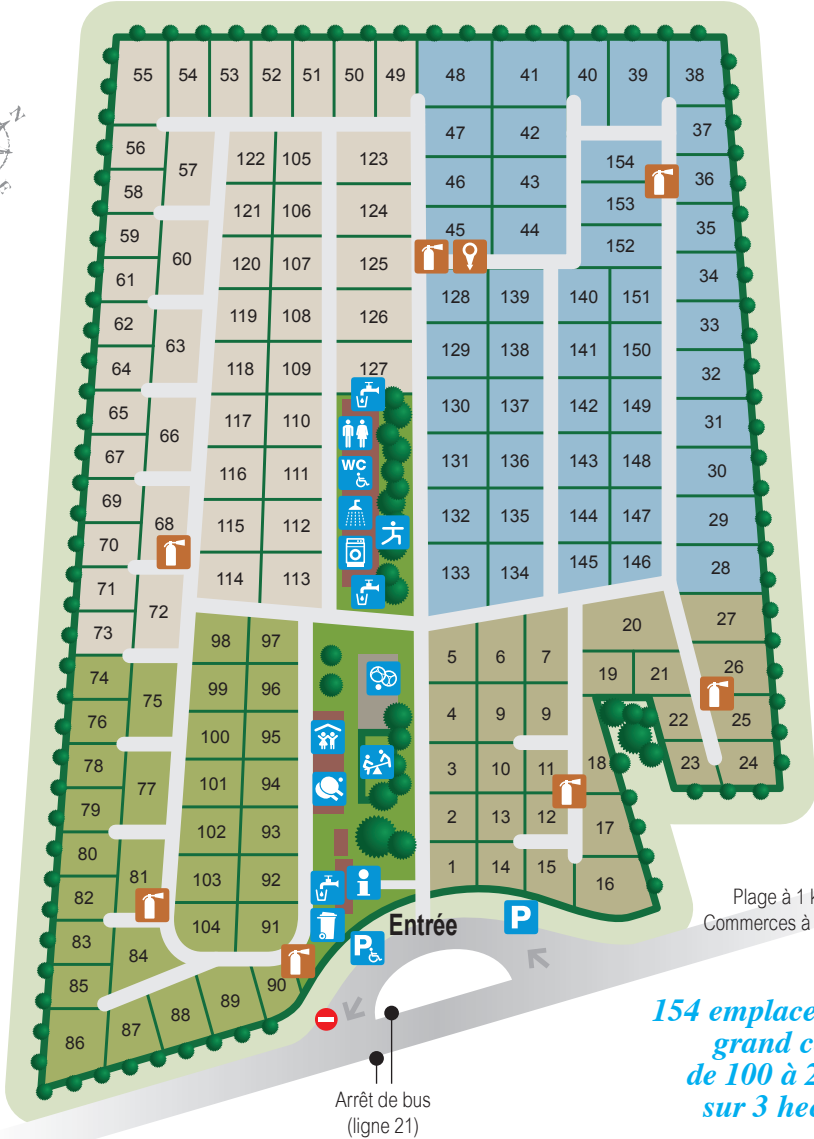 55 54 53 52 51 50 49 48 41 40 39 38
N
E
56 57 122 105 123 47 42 154 37
58 121 106 124 46 43 153 36
59 60 120 107 125 45 44 152 35
61 119 108 126 128 139 140 151 34
62 63 118 109 127 129 138 141 150 33
64 117 110 130 137 142 149 32
65 66 116 111 131 136 143 148 31
67 115 112 132 135 144 147 30
69 68 114 113 133 134 145 146 29
70 28
71 72
73
WC
98 97 5 6 7 20 27
74 75 99 96 4 9 9 19 21 26
76 100 95 3 10 11 18 22 25
78 77 101 94 2 13 12 17 23 24
79 102 93 1 14 15 16
80 81 103 92
82 104 91
83 84
85
86 87 88 89 90
i
Entrée
P
P
Plage à 1 k
Commerces à
154 emplace
grand c
de 100 à 2
sur 3 hec
Arrêt de bus
(ligne 21)